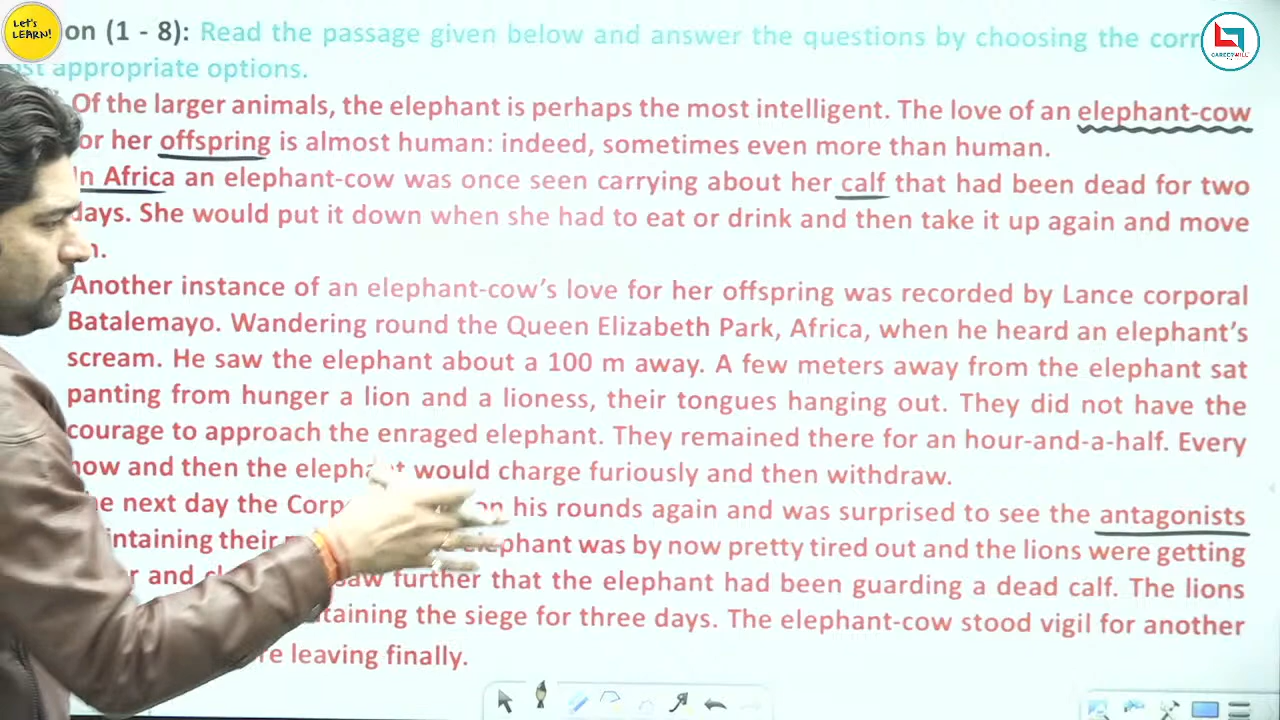 Let's
LEARN!
on (1 - 8): Read the passage given below and answer the questions by choosing the corr
st appropriate options.
CAREERWILL
Of the larger animals, the elephant is perhaps the most intelligent. The love of an elephant-cow
or her offspring is almost human: indeed, sometimes even more than human.
In Africa an elephant-cow was once seen carrying about her calf that had been dead for two
days. She would put it down when she had to eat or drink and then take it up again and move
n.
Another instance of an elephant-cow's love for her offspring was recorded by Lance corporal
Batalemayo. Wandering round the Queen Elizabeth Park, Africa, when he heard an elephant's
scream. He saw the elephant about a 100 m away. A few meters away from the elephant sat
panting from hunger a lion and a lioness, their tongues hanging out. They did not have the
courage to approach the enraged elephant. They remained there for an hour-and-a-half. Every
now and then the elephant would charge furiously and then withdraw.
he next day the Corp on his rounds again and was surprised to see the antagonists
intaining their elephant was by now pretty tired out and the lions were getting
r and saw further that the elephant had been guarding a dead calf. The lions
taining the siege for three days. The elephant-cow stood vigil for another
re leaving finally.